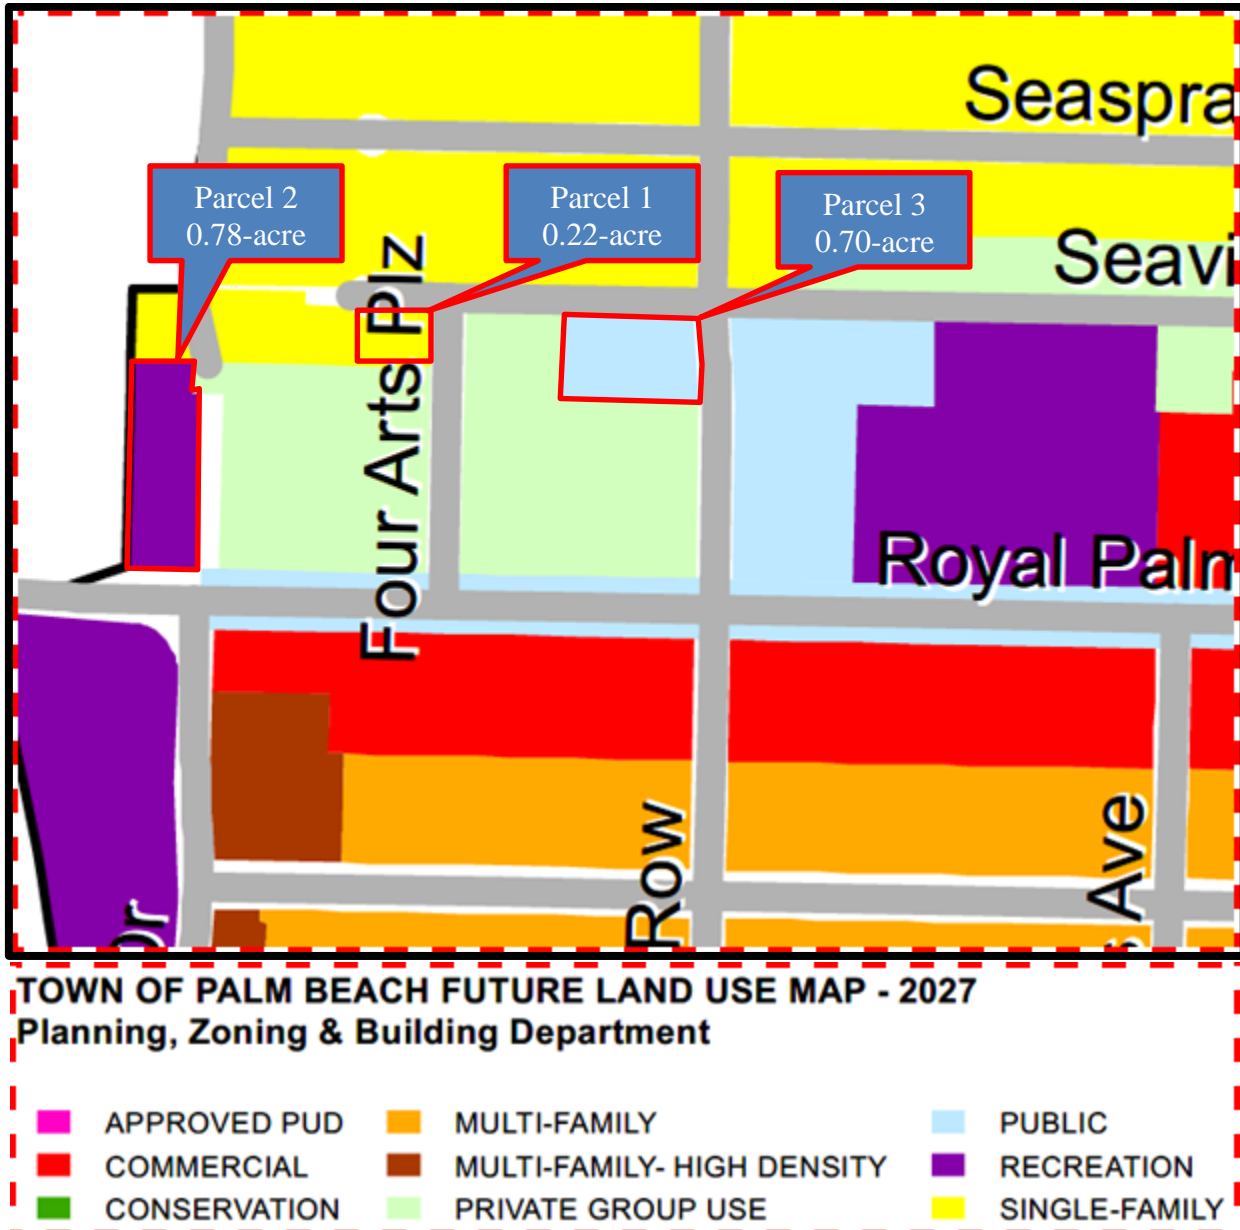 Seaspra
Parcel 2
0.78-acre
Parcel 1
0.22-acre
Parcel 3
0.70-acre
Seavi
Four Arts Plz
Royal Palm
Row
s Ave
Dr
TOWN OF PALM BEACH FUTURE LAND USE MAP - 2027
Planning, Zoning & Building Department
APPROVED PUD
MULTI-FAMILY
PUBLIC
COMMERCIAL
MULTI-FAMILY- HIGH DENSITY
RECREATION
CONSERVATION
PRIVATE GROUP USE
SINGLE-FAMILY